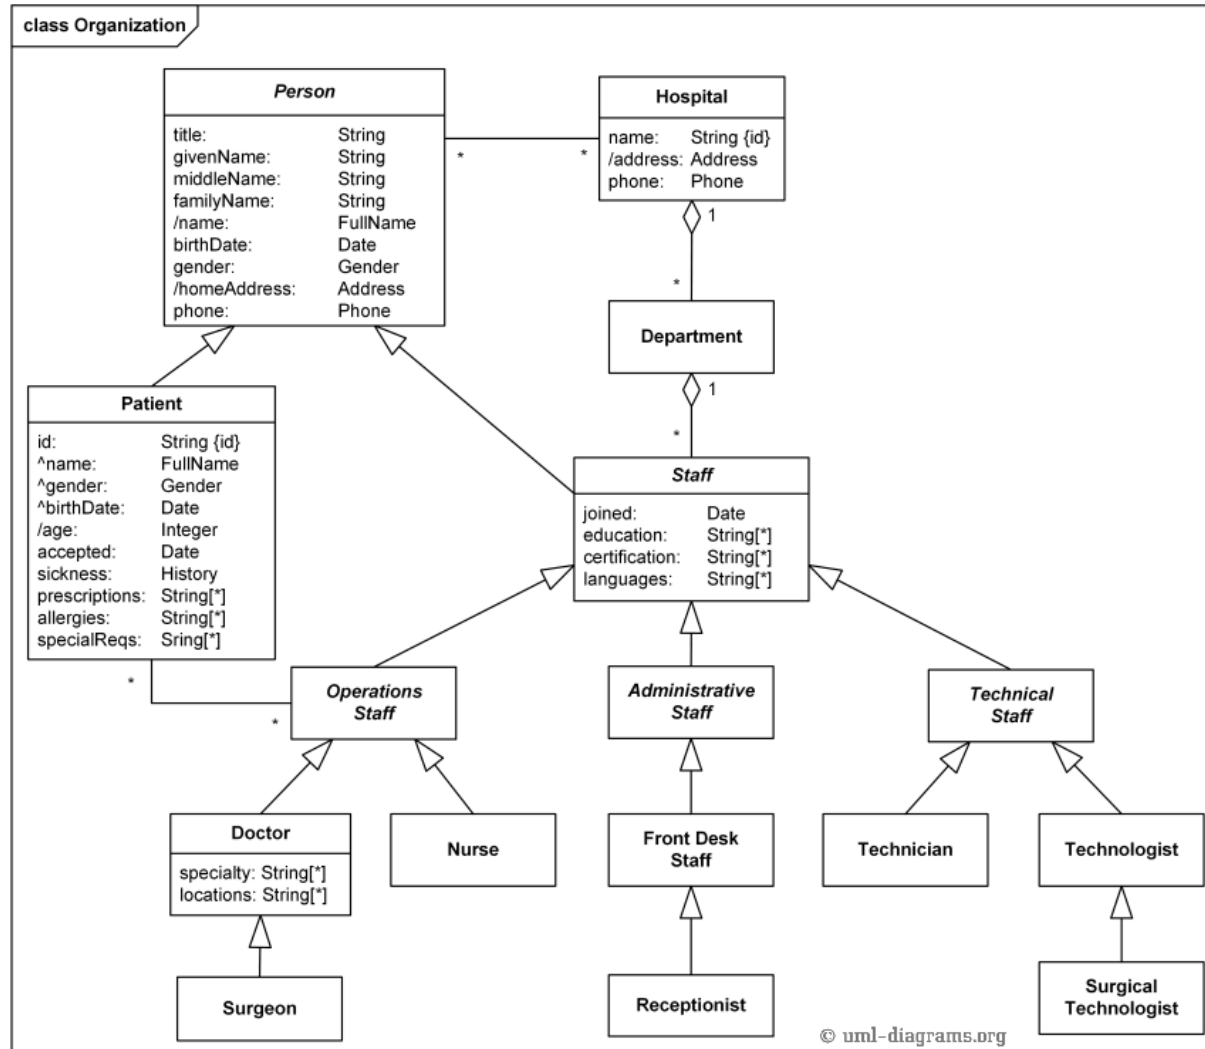 class Organization
Person
title: String
givenName: String
middleName: String
familyName: String
/name: FullName
birthDate: Date
gender: Gender
/homeAddress: Address
phone: Phone
*
*
Hospital
name: String {id}
/address: Address
phone: Phone
1
*
Department
1
*
Patient
id: String {id}
^name: FullName
^gender: Gender
^birthDate: Date
/age: Integer
accepted: Date
sickness: History
prescriptions: String[*]
allergies: String[*]
specialReqs: Sring[*]
*
*
Staff
joined: Date
education: String[*]
certification: String[*]
languages: String[*]
Operations
Staff
Administrative
Staff
Technical
Staff
Doctor
specialty: String[*]
locations: String[*]
Nurse
Front Desk
Staff
Technician
Technologist
Surgeon
Receptionist
Surgical
Technologist
© uml-diagrams.org